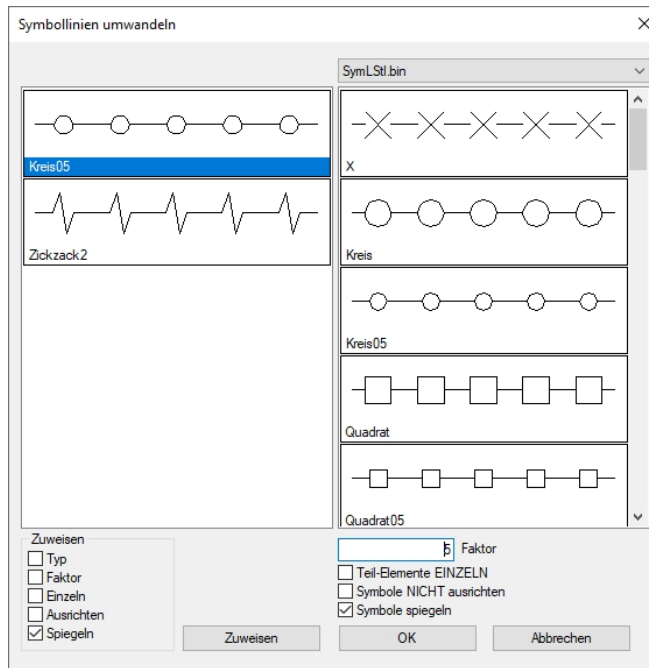 Symbollinien umwandeln
SymLStl.bin
Kreis05
Zickzack2
X
Kreis
Kreis05
Quadrat
Quadrat05
Zuweisen
Typ
Faktor
Einzeln
Ausrichten
Spiegeln
Zuweisen
5 Faktor
Teil-Elemente EINZELN
Symbole NICHT ausrichten
Symbole spiegeln
OK
Abbrechen